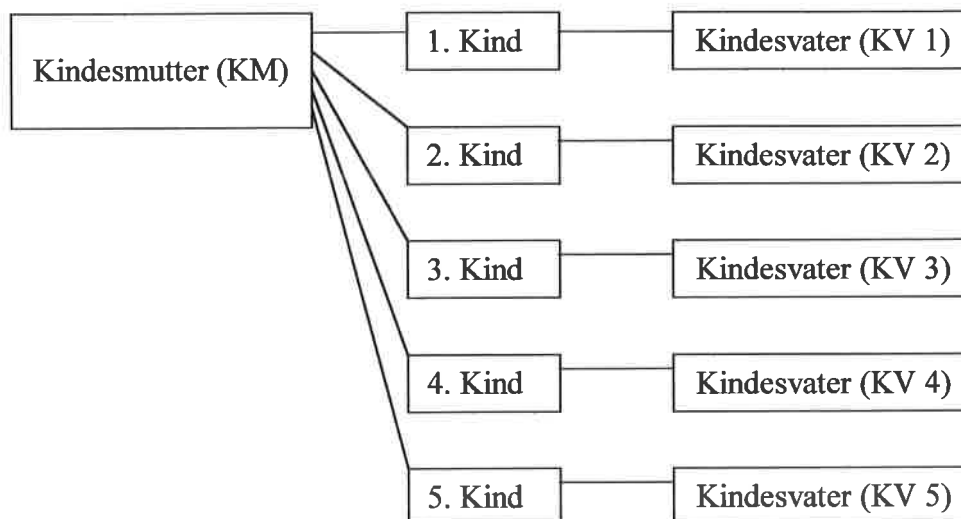 Kindesmutter (KM)
1. Kind
Kindesvater (KV 1)
2. Kind
Kindesvater (KV 2)
3. Kind
Kindesvater (KV 3)
4. Kind
Kindesvater (KV 4)
5. Kind
Kindesvater (KV 5)